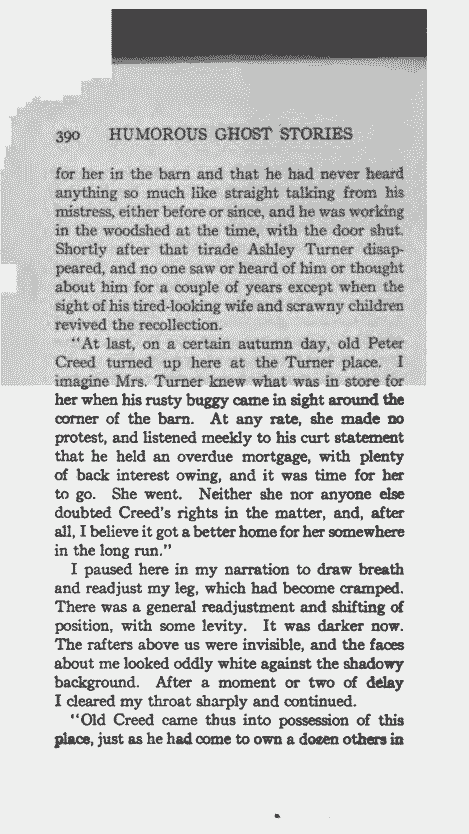 390 HUMOROUS GHOST STORIES
for her in the barn and that he had never heard
anything so much like straight talking from his
mistress, either before or since, and he was working
in the woodshed at the time, with the door shut.
Shortly after that tirade Ashley Turner disap-
peared, and no one saw or heard of him or thought
about him for a couple of years except when the
sight of his tired-looking wife and scrawny children
revived the recollection.
"At last, on a certain autumn day, old Peter
Creed turned up here at the Turner place. I
imagine Mrs. Turner knew what was in store for
her when his rusty buggy came in sight around the
corner of the barn. At any rate, she made no
protest, and listened meekly to his curt statement
that he held an overdue mortgage, with plenty
of back interest owing, and it was time for her
to go. She went. Neither she nor anyone else
doubted Creed's rights in the matter, and, after
all, I believe it got a better home for her somewhere
in the long run."
I paused here in my narration to draw breath
and readjust my leg, which had become cramped.
There was a general readjustment and shifting of
position, with some levity. It was darker now.
The rafters above us were invisible, and the faces
about me looked oddly white against the shadowy
background. After a moment or two of delay
I cleared my throat sharply and continued.
"Old Creed came thus into possession of this
place, just as he had come to own a dozen others in